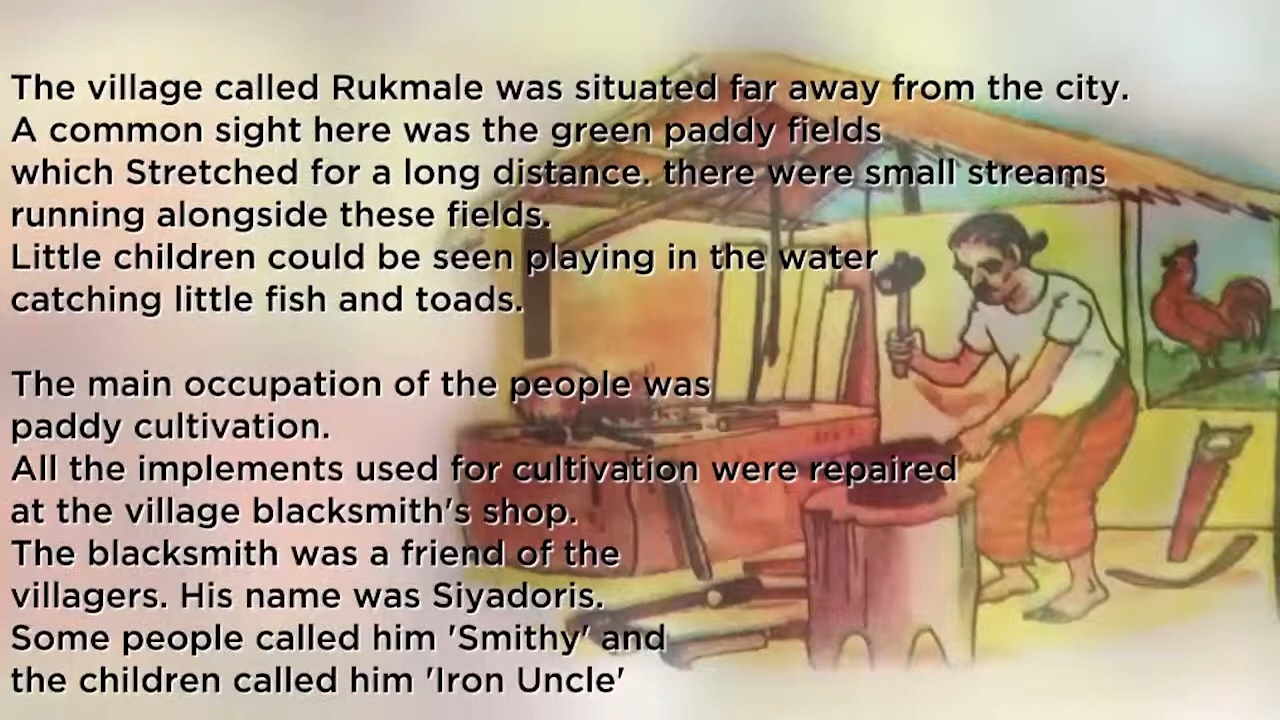 The village called Rukmale was situated far away from the city.
A common sight here was the green paddy fields
which Stretched for a long distance. there were small streams
running alongside these fields.
Little children could be seen playing in the water
catching little fish and toads.
The main occupation of the people was
paddy cultivation.
All the implements used for cultivation were repaired
at the village blacksmith's shop.
The blacksmith was a friend of the
villagers. His name was Siyadoris.
Some people called him 'Smithy' and
the children called him 'Iron Uncle'